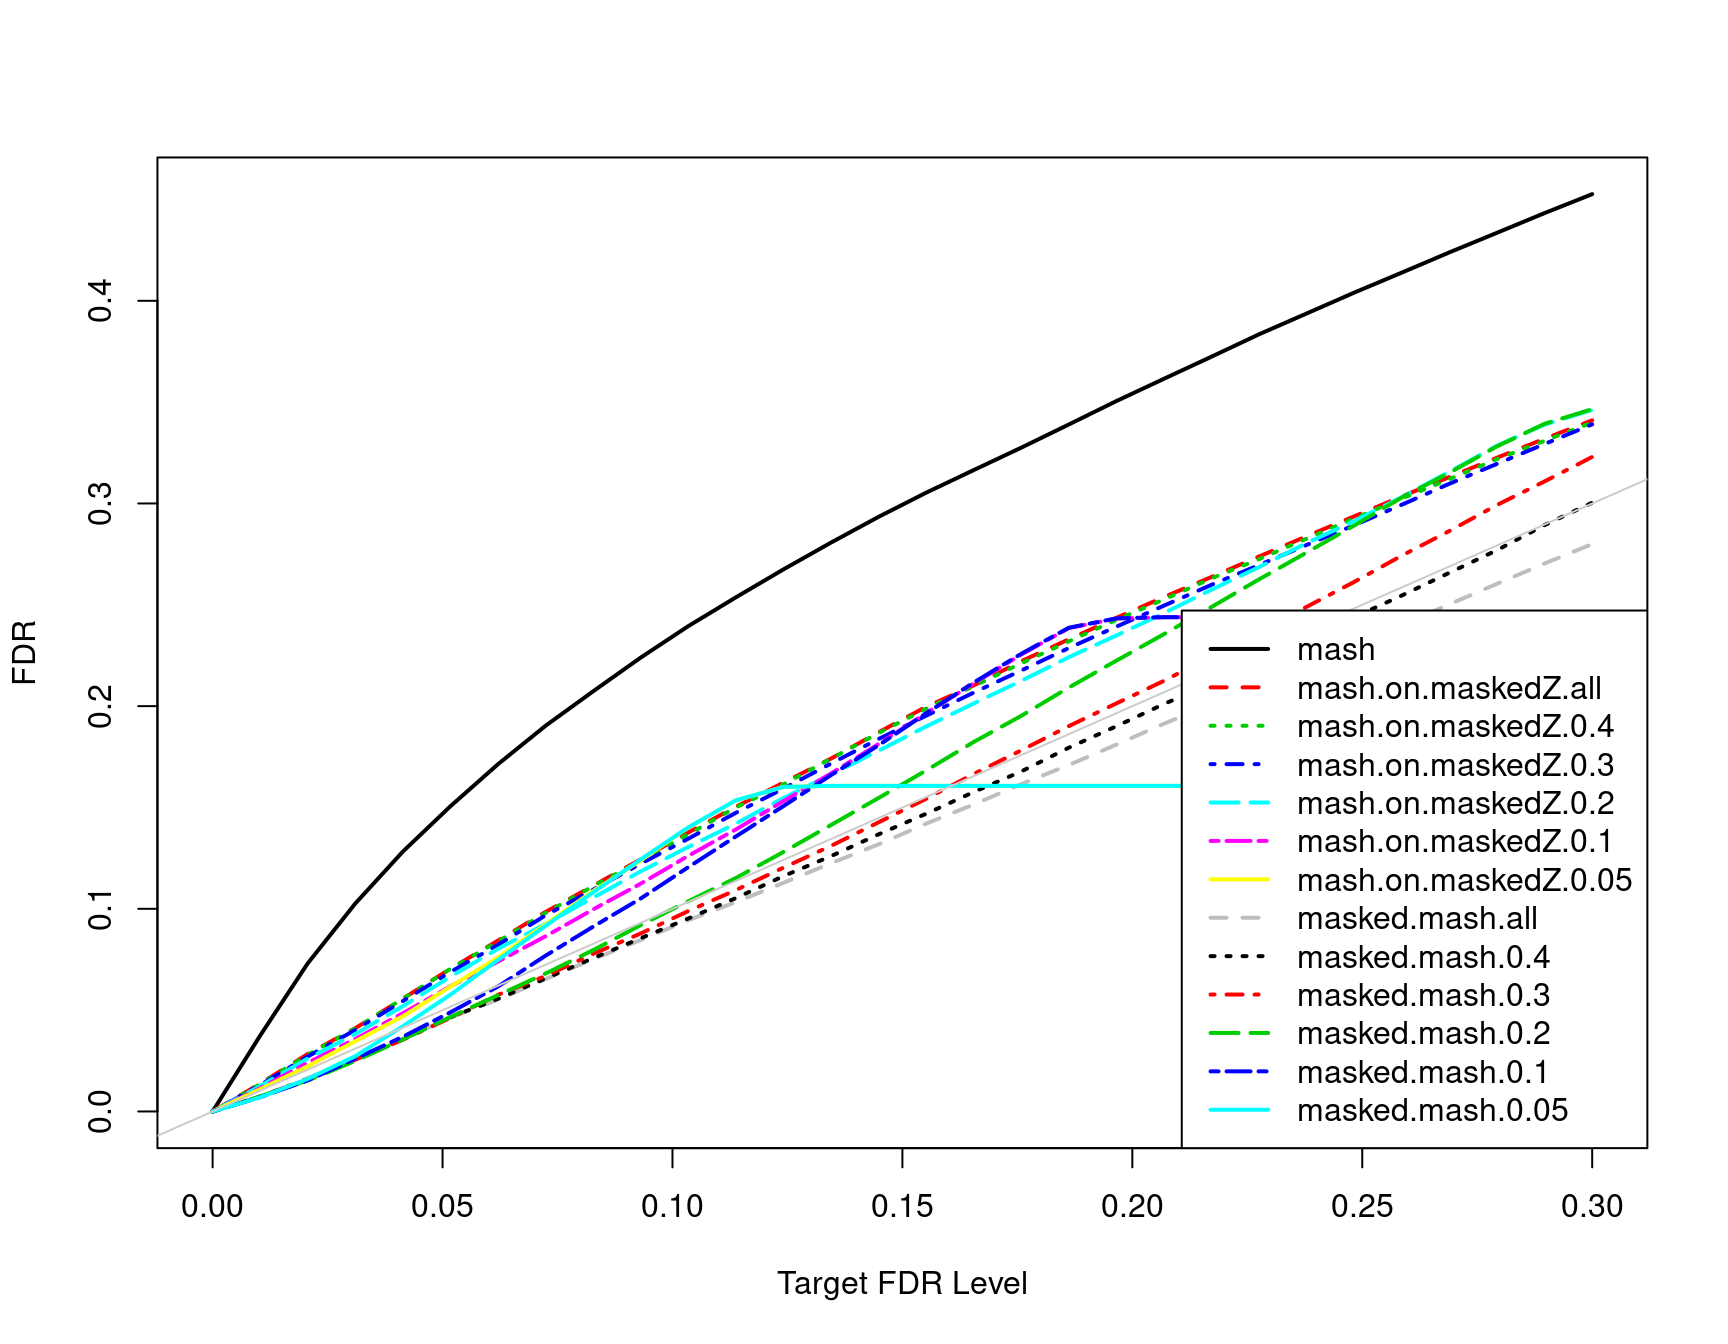 FDR
0.4
0.3
0.2
0.1
0.0
mash
mash.on.maskedZ.all
mash.on.maskedZ.0.4
mash.on.maskedZ.0.3
mash.on.maskedZ.0.2
mash.on.maskedZ.0.1
mash.on.maskedZ.0.05
masked.mash.all
masked.mash.0.4
masked.mash.0.3
masked.mash.0.2
masked.mash.0.1
masked.mash.0.05
0.00 0.05 0.10 0.15 0.20 0.25 0.30
Target FDR Level